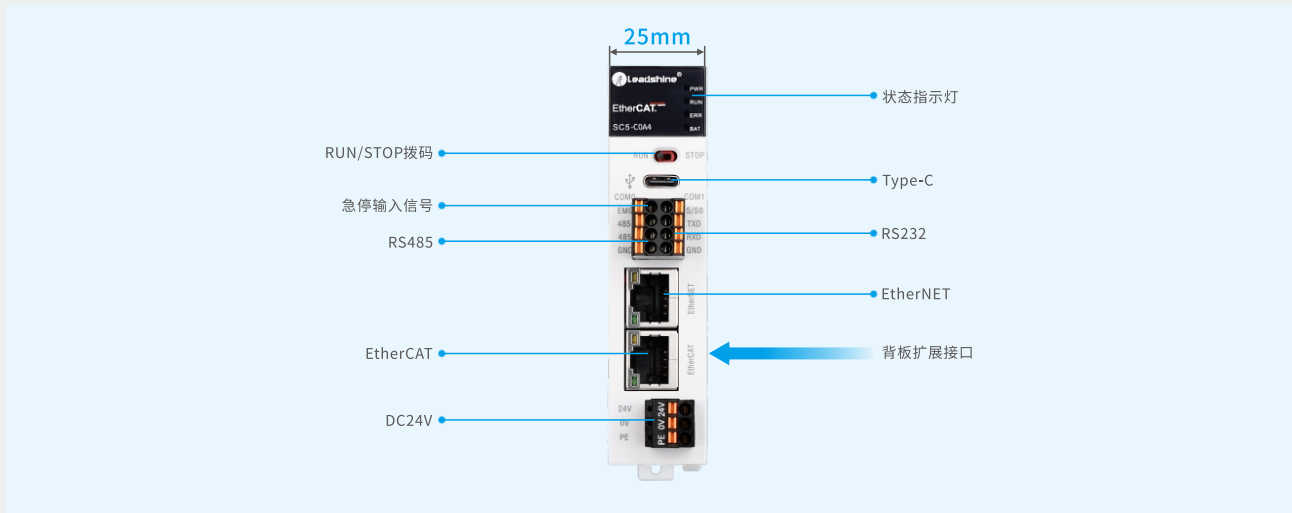 25mm
Leadshine®
PWR
RUN
EtherCAT.
ERR
SC5-C0A4
BAT
状态指示灯
RUN/STOP拨码
RUN
STOP
Type-C
COM0
COM1
急停输入信号
S/S0
485
TXD
RS485
485
RXD
RS232
GND
GND
EtherNET
EtherNET
EtherCAT
EtherCAT
背板扩展接口
DC24V
24V
0V
PE
PE 0V 24V